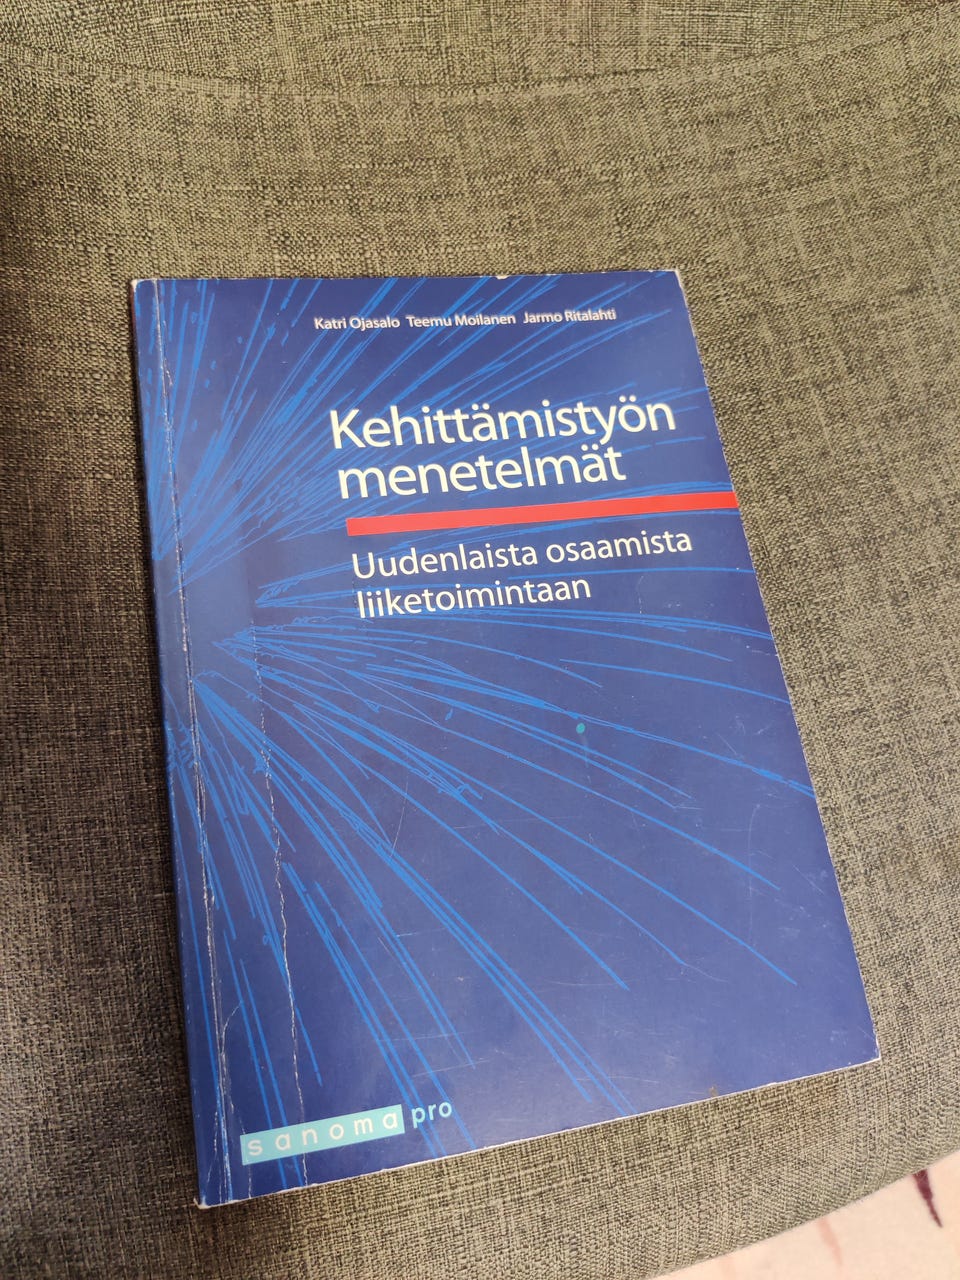 Katri Ojasalo Teemu Moilanen Jarmo Ritalahti
Kehittämistyön
menetelmät
Uudenlaista osaamista
liiketoimintaan
sanoma pro